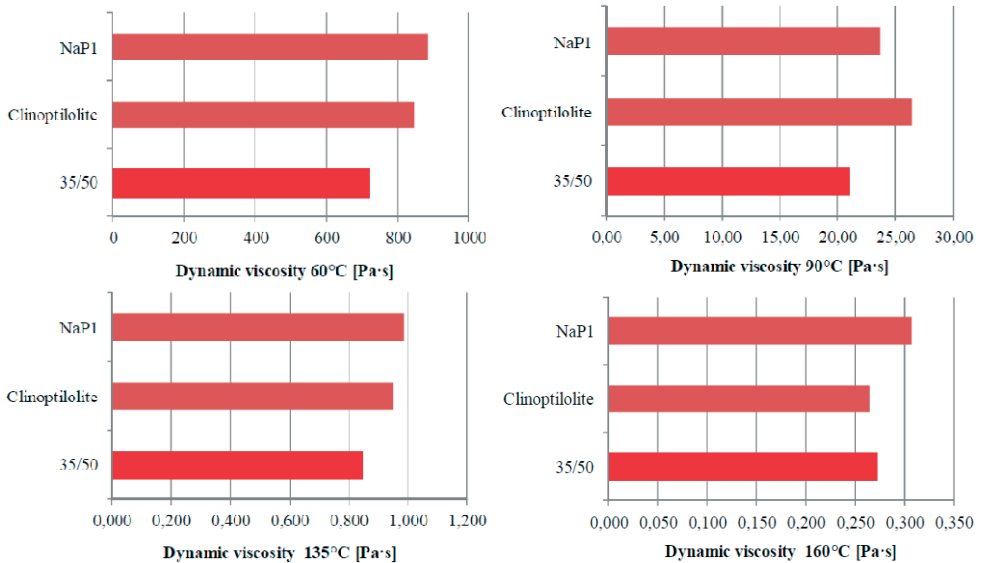 NaP1
Clinoptilolite
35/50
0 200 400 600 800 1000
Dynamic viscosity 60°C [Pa·s]
NaP1
Clinoptilolite
35/50
0,00 5,00 10,00 15,00 20,00 25,00 30,00
Dynamic viscosity 90°C [Pa·s]
NaP1
Clinoptilolite
35/50
0,000 0,200 0,400 0,600 0,800 1,000 1,200
Dynamic viscosity 135°C [Pa·s]
NaP1
Clinoptilolite
35/50
0,000 0,050 0,100 0,150 0,200 0,250 0,300 0,350
Dynamic viscosity 160°C [Pa·s]